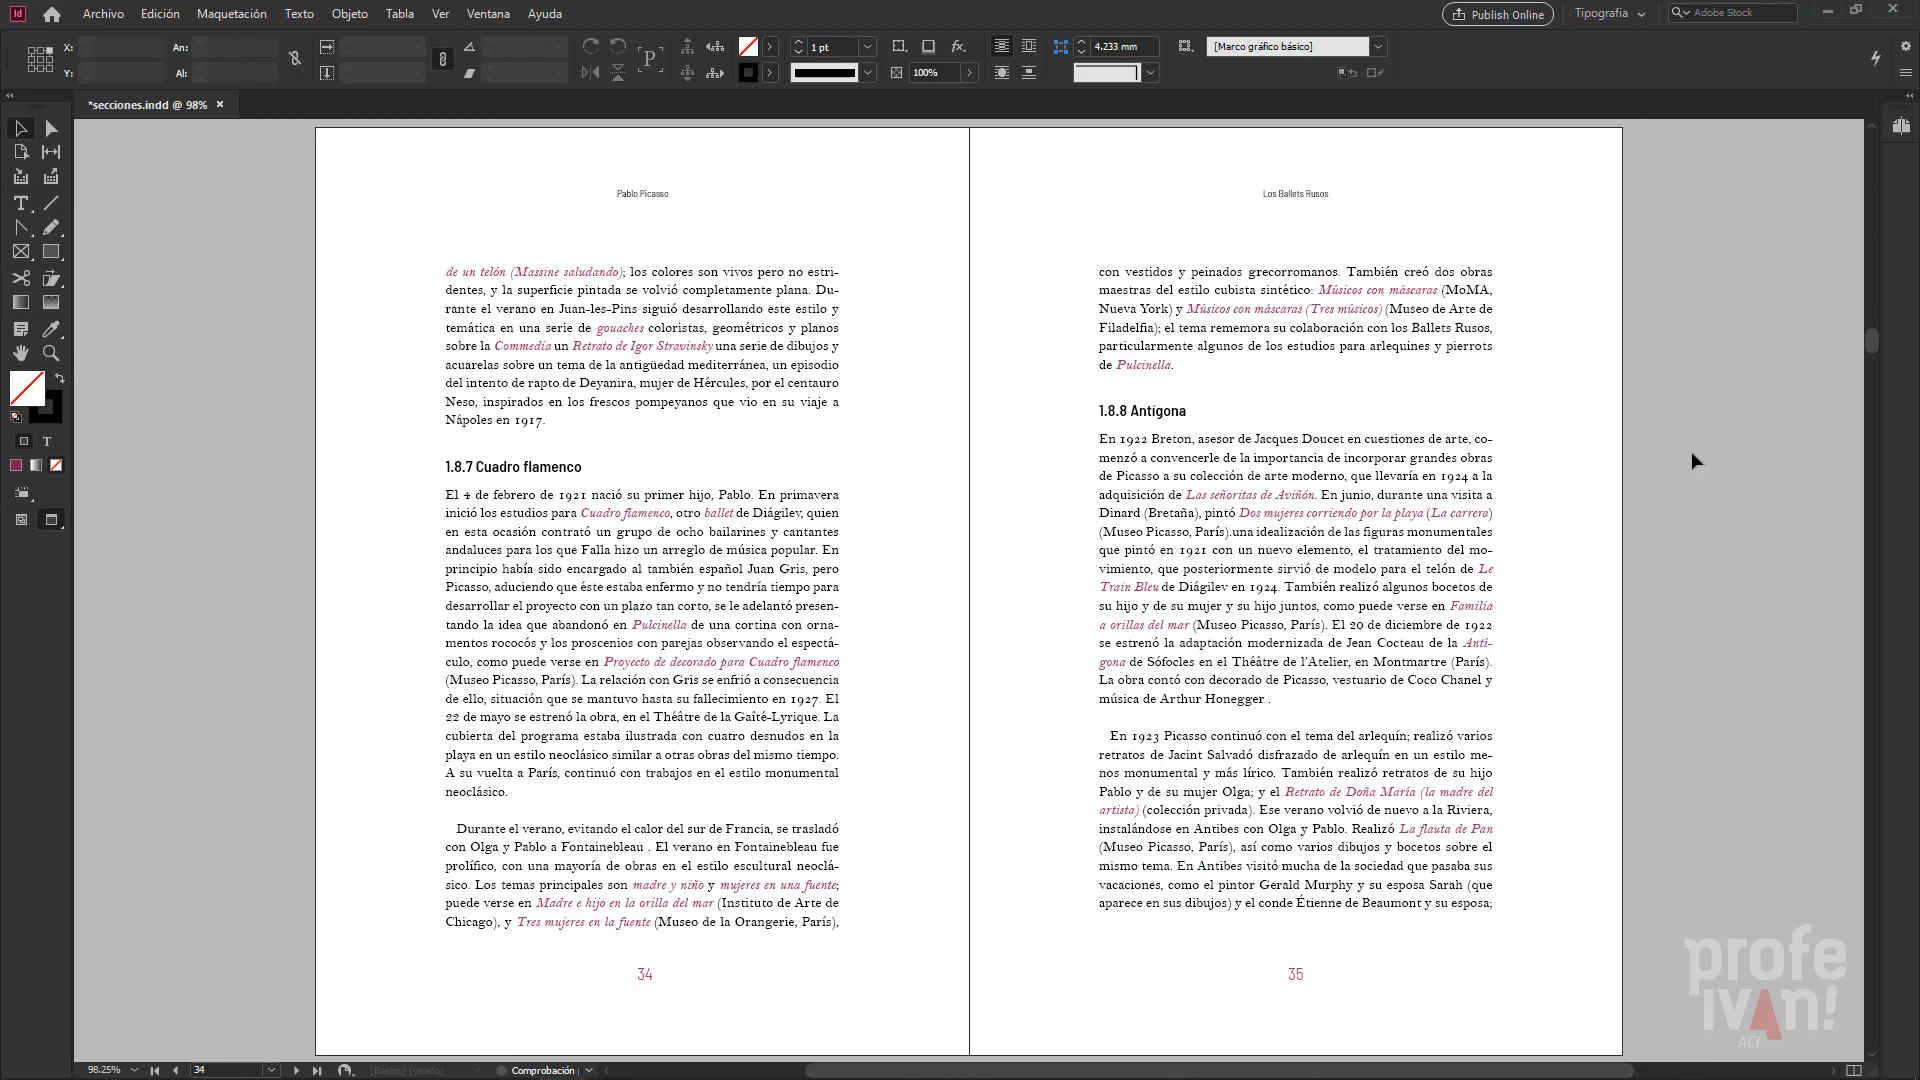 Archivo Edición Maquetación Texto Objeto Tabla Ver Ventana Ayuda
Publish Online
Tipografia
Adobe Stock
X:
An:
1 pt
4.233 mm
[Marco gráfico básico]
Y:
Al:
100%
*secciones.indd @ 98%
Pablo Picasso
de un telón (Massine saludando); los colores son vivos pero no estri-
dentes, y la superficie pintada se volvió completamente plana. Du-
rante el verano en Juan-les-Pins siguió desarrollando este estilo y
temática en una serie de gouaches coloristas, geométricos y planos
sobre la Commedia un Retrato de Igor Stravinsky una serie de dibujos y
acuarelas sobre un tema de la antigüedad mediterránea, un episodio
del intento de rapto de Deyanira, mujer de Hércules, por el centauro
Neso, inspirados en los frescos pompeyanos que vio en su viaje a
Nápoles en 1917.
1.8.7 Cuadro flamenco
El 4 de febrero de 1921 nació su primer hijo, Pablo. En primavera
inició los estudios para Cuadro flamenco, otro ballet de Diágilev, quien
en esta ocasión contrató un grupo de ocho bailarines y cantantes
andaluces para los que Falla hizo un arreglo de música popular. En
principio había sido encargado al también español Juan Gris, pero
Picasso, aduciendo que éste estaba enfermo y no tendría tiempo para
desarrollar el proyecto con un plazo tan corto, se le adelantó presen-
tando la idea que abandonó en Pulcinella de una cortina con orna-
mentos rococós y los proscenios con parejas observando el espectá-
culo, como puede verse en Proyecto de decorado para Cuadro flamenco
(Museo Picasso, París). La relación con Gris se enfrió a consecuencia
de ello, situación que se mantuvo hasta su fallecimiento en 1927. El
22 de mayo se estrenó la obra, en el Théâtre de la Gaîté-Lyrique. La
cubierta del programa estaba ilustrada con cuatro desnudos en la
playa en un estilo neoclásico similar a otras obras del mismo tiempo.
A su vuelta a París, continuó con trabajos en el estilo monumental
neoclásico.
Durante el verano, evitando el calor del sur de Francia, se trasladó
con Olga y Pablo a Fontainebleau . El verano en Fontainebleau fue
prolífico, con una mayoría de obras en el estilo escultural neoclá-
sico. Los temas principales son madre y niño y mujeres en una fuente;
puede verse en Madre e hijo en la orilla del mar (Instituto de Arte de
Chicago), y Tres mujeres en la fuente (Museo de la Orangerie, París),
34
Los Ballets Rusos
con vestidos y peinados grecorromanos. También creó dos obras
maestras del estilo cubista sintético: Músicos con máscaras (MoMA,
Nueva York) y Músicos con máscaras (Tres músicos) (Museo de Arte de
Filadelfia); el tema rememora su colaboración con los Ballets Rusos,
particularmente algunos de los estudios para arlequines y pierrots
de Pulcinella.
1.8.8 Antígona
En 1922 Breton, asesor de Jacques Doucet en cuestiones de arte, co-
menzó a convencerle de la importancia de incorporar grandes obras
de Picasso a su colección de arte moderno, que llevaría en 1924 a la
adquisición de Las señoritas de Aviñón. En junio, durante una visita a
Dinard (Bretaña), pintó Dos mujeres corriendo por la playa (La carrera)
(Museo Picasso, París).una idealización de las figuras monumentales
que pintó en 1921 con un nuevo elemento, el tratamiento del mo-
vimiento, que posteriormente sirvió de modelo para el telón de Le
Train Bleu de Diágilev en 1924. También realizó algunos bocetos de
su hijo y de su mujer y su hijo juntos, como puede verse en Familia
a orillas del mar (Museo Picasso, París). El 20 de diciembre de 1922
se estrenó la adaptación modernizada de Jean Cocteau de la Antí-
gona de Sófocles en el Théâtre de l'Atelier, en Montmartre (París).
La obra contó con decorado de Picasso, vestuario de Coco Chanel y
música de Arthur Honegger .
En 1923 Picasso continuó con el tema del arlequín; realizó varios
retratos de Jacint Salvadó disfrazado de arlequín en un estilo me-
nos monumental y más lírico. También realizó retratos de su hijo
Pablo y de su mujer Olga; y el Retrato de Doña María (la madre del
artista) (colección privada). Ese verano volvió de nuevo a la Riviera,
instalándose en Antibes con Olga y Pablo. Realizó La flauta de Pan
(Museo Picasso, París), así como varios dibujos y bocetos sobre el
mismo tema. En Antibes visitó mucha de la sociedad que pasaba sus
vacaciones, como el pintor Gerald Murphy y su esposa Sarah (que
aparece en sus dibujos) y el conde Étienne de Beaumont y su esposa;
35
profe
ivan!
ACI
98.25%
34
[Básico] (usado)
Comprobación